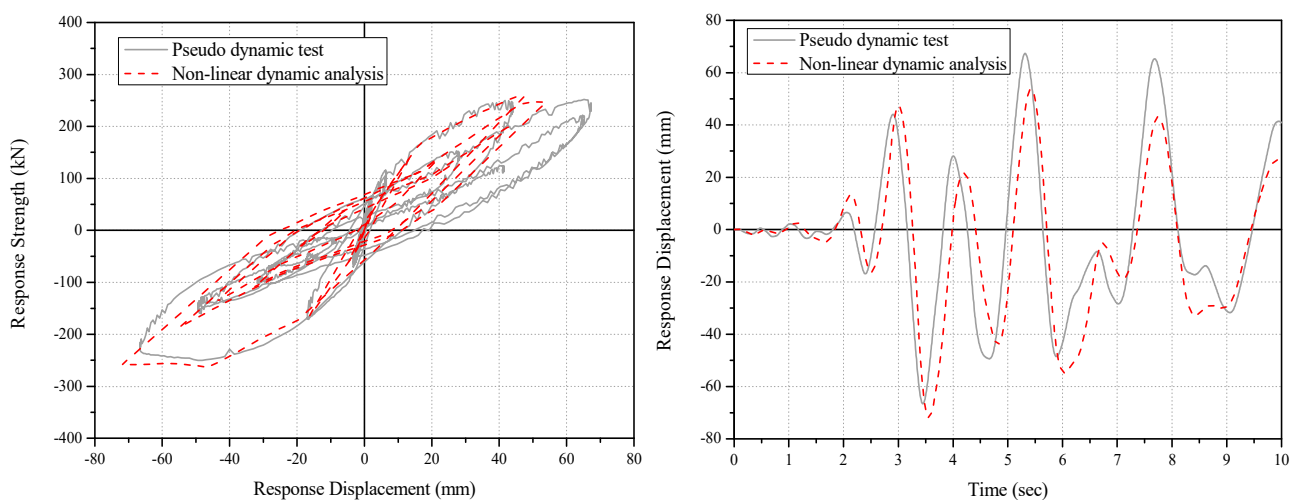 400
300
200
100
0
-100
-200
-300
-400
Response Strength (kN)
Pseudo dynamic test
Non-linear dynamic analysis
-80 -60 -40 -20 0 20 40 60 80
Response Displacement (mm)
80
60
40
20
0
-20
-40
-60
-80
Response Displacement (mm)
Pseudo dynamic test
Non-linear dynamic analysis
0 1 2 3 4 5 6 7 8 9 10
Time (sec)